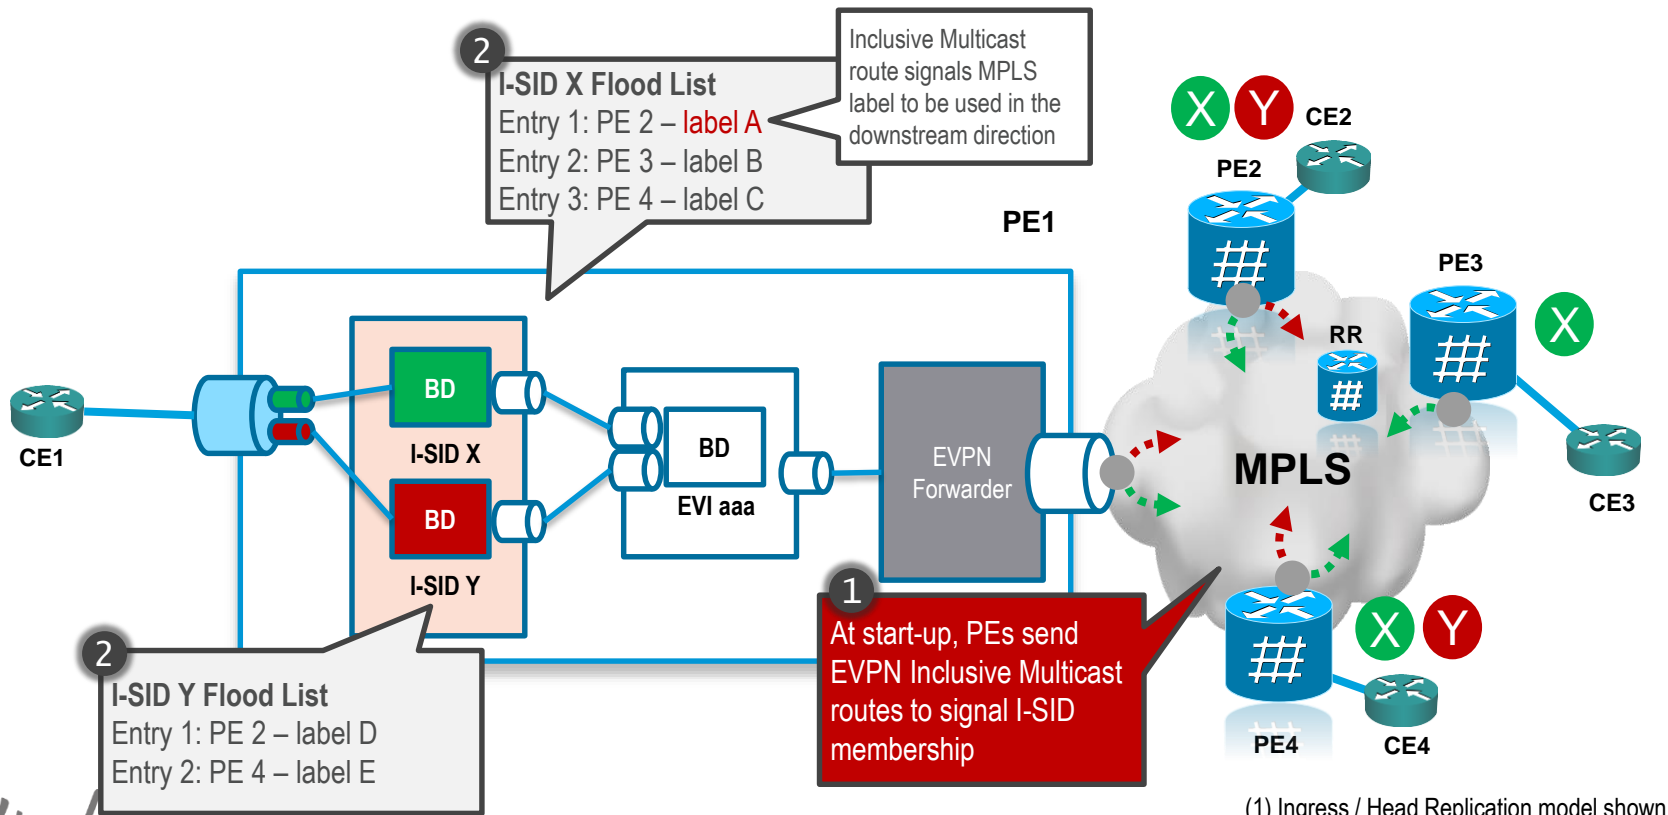 2
I-SID X Flood List
Entry 1: PE 2 – label A
Entry 2: PE 3 – label B
Entry 3: PE 4 – label C
Inclusive Multicast
route signals MPLS
label to be used in the
downstream direction
PE1
X
Y
CE2
PE2
PE3
X
RR
CE3
MPLS
CE1
BD
I-SID X
BD
I-SID Y
BD
EVI aaa
EVPN
Forwarder
1
At start-up, PEs send
EVPN Inclusive Multicast
routes to signal I-SID
membership
X
Y
PE4
CE4
2
I-SID Y Flood List
Entry 1: PE 2 – label D
Entry 2: PE 4 – label E
(1) Ingress / Head Replication model shown